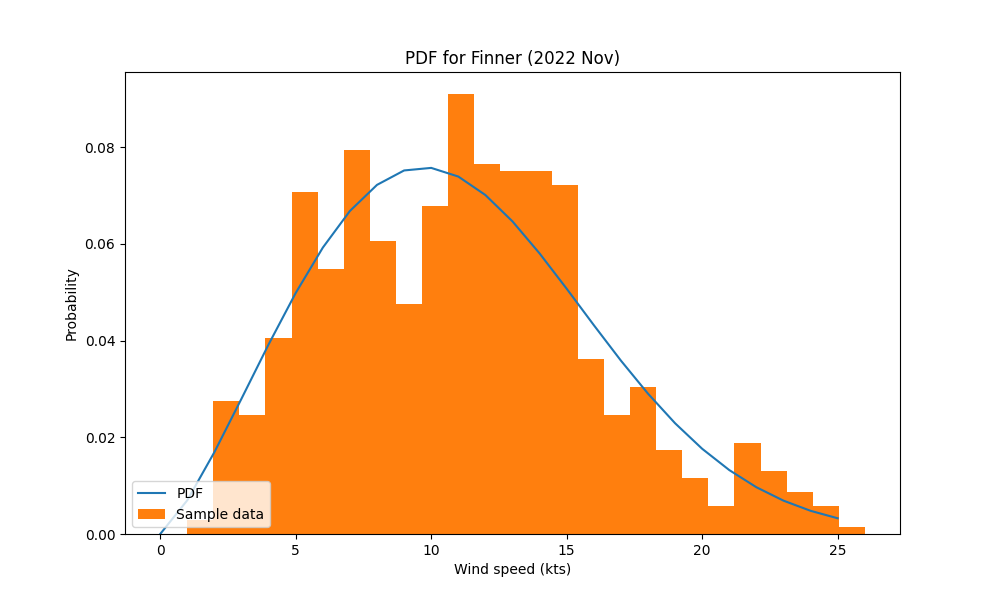 PDF for Finner (2022 Nov)
0.08
0.06
0.04
0.02
0.00
Probability
PDF
Sample data
0 5 10 15 20 25
Wind speed (kts)